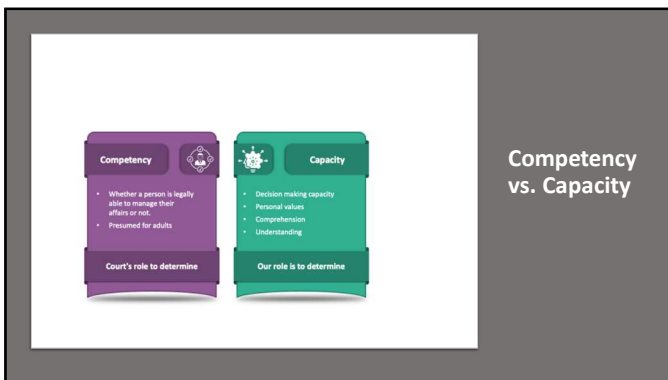 Competency
• Whether a person is legally
able to manage their
affairs or not.
• Presumed for adults
Court's role to determine
Capacity
• Decision making capacity
• Personal values
• Comprehension
• Understanding
Our role is to determine
Competency
vs. Capacity